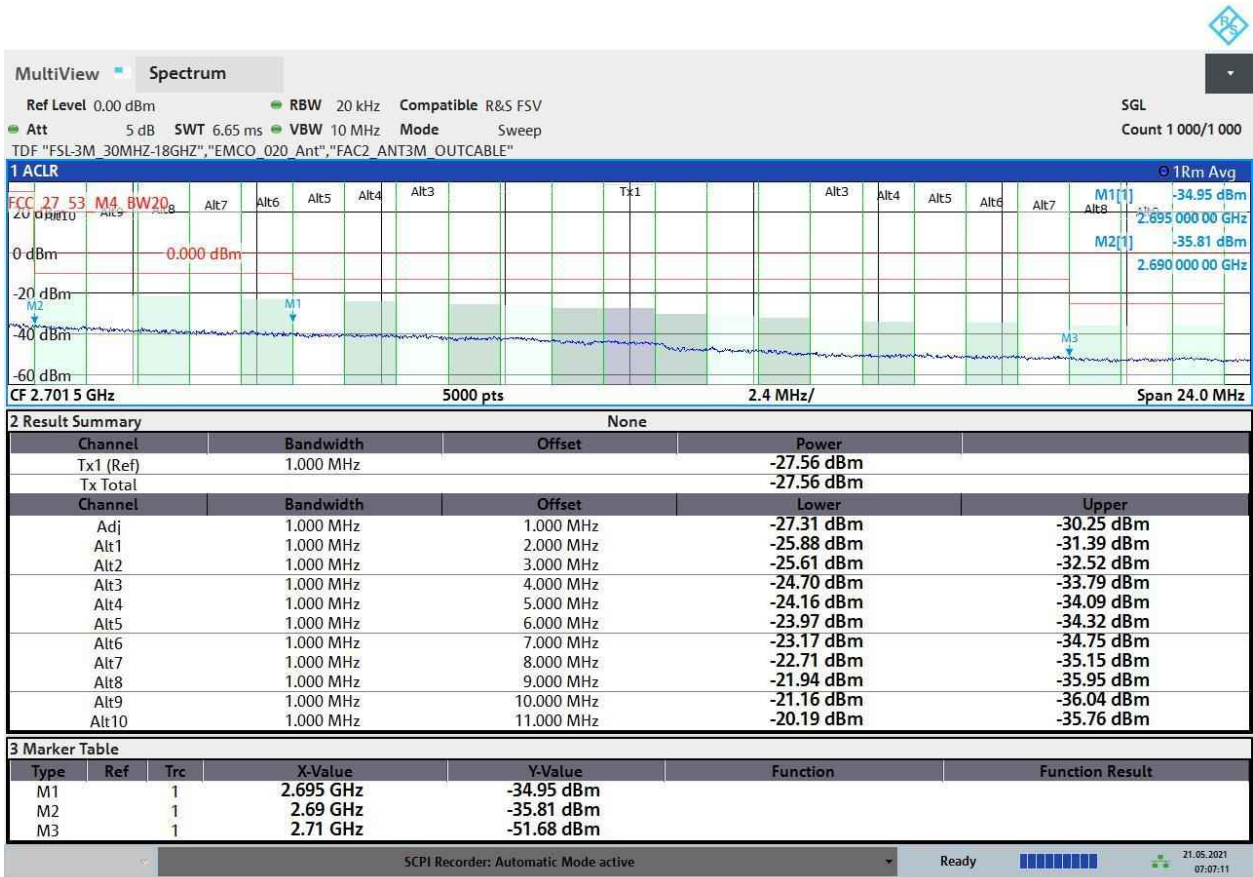 R&S
MultiView Spectrum
Ref Level 0.00 dBm RBW 20 kHz Compatible R&S FSV SGL
Att 5 dB SWT 6.65 ms VBW 10 MHz Mode Sweep Count 1 000/1 000
TDF "FSL-3M_30MHZ-18GHZ","EMCO_020_Ant","FAC2_ANT3M_OUTCABLE"
1 ACLR 1Rm Avg
Alt7 Alt6 Alt5 Alt4 Alt3 Tx1 Alt3 Alt4 Alt5 Alt6 Alt7 Alt8
M1[1] -34.95 dBm
FCC_27_53_M4_BW20
2.695 000 00 GHz
M2[1] -35.81 dBm
0 dBm 0.000 dBm
2.690 000 00 GHz
-20 dBm
M2 M1
-40 dBm M3
-60 dBm
CF 2.701 5 GHz 5000 pts 2.4 MHz/ Span 24.0 MHz
2 Result Summary None
Channel Bandwidth Offset Power
Tx1 (Ref) 1.000 MHz -27.56 dBm
Tx Total -27.56 dBm
Channel Bandwidth Offset Lower Upper
Adj 1.000 MHz 1.000 MHz -27.31 dBm -30.25 dBm
Alt1 1.000 MHz 2.000 MHz -25.88 dBm -31.39 dBm
Alt2 1.000 MHz 3.000 MHz -25.61 dBm -32.52 dBm
Alt3 1.000 MHz 4.000 MHz -24.70 dBm -33.79 dBm
Alt4 1.000 MHz 5.000 MHz -24.16 dBm -34.09 dBm
Alt5 1.000 MHz 6.000 MHz -23.97 dBm -34.32 dBm
Alt6 1.000 MHz 7.000 MHz -23.17 dBm -34.75 dBm
Alt7 1.000 MHz 8.000 MHz -22.71 dBm -35.15 dBm
Alt8 1.000 MHz 9.000 MHz -21.94 dBm -35.95 dBm
Alt9 1.000 MHz 10.000 MHz -21.16 dBm -36.04 dBm
Alt10 1.000 MHz 11.000 MHz -20.19 dBm -35.76 dBm
3 Marker Table
Type Ref Trc X-Value Y-Value Function Function Result
M1 1 2.695 GHz -34.95 dBm
M2 1 2.69 GHz -35.81 dBm
M3 1 2.71 GHz -51.68 dBm
SCPI Recorder: Automatic Mode active Ready 21.05.2021
07:07:11